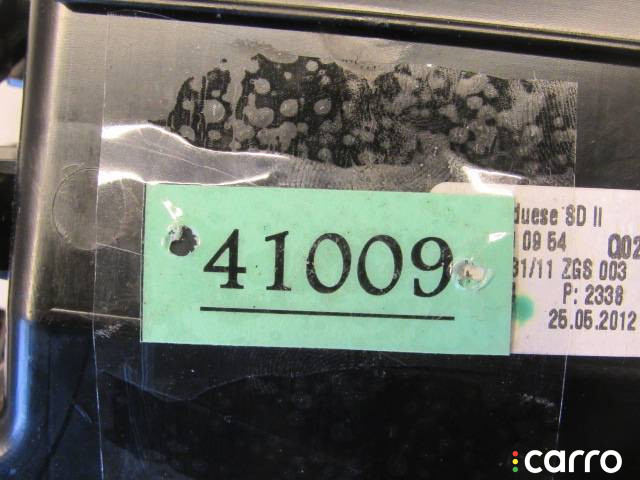 41009
duese SD II
09 54
Q02
31/11 ZGS 003
P: 2338
25.05.2012
carro